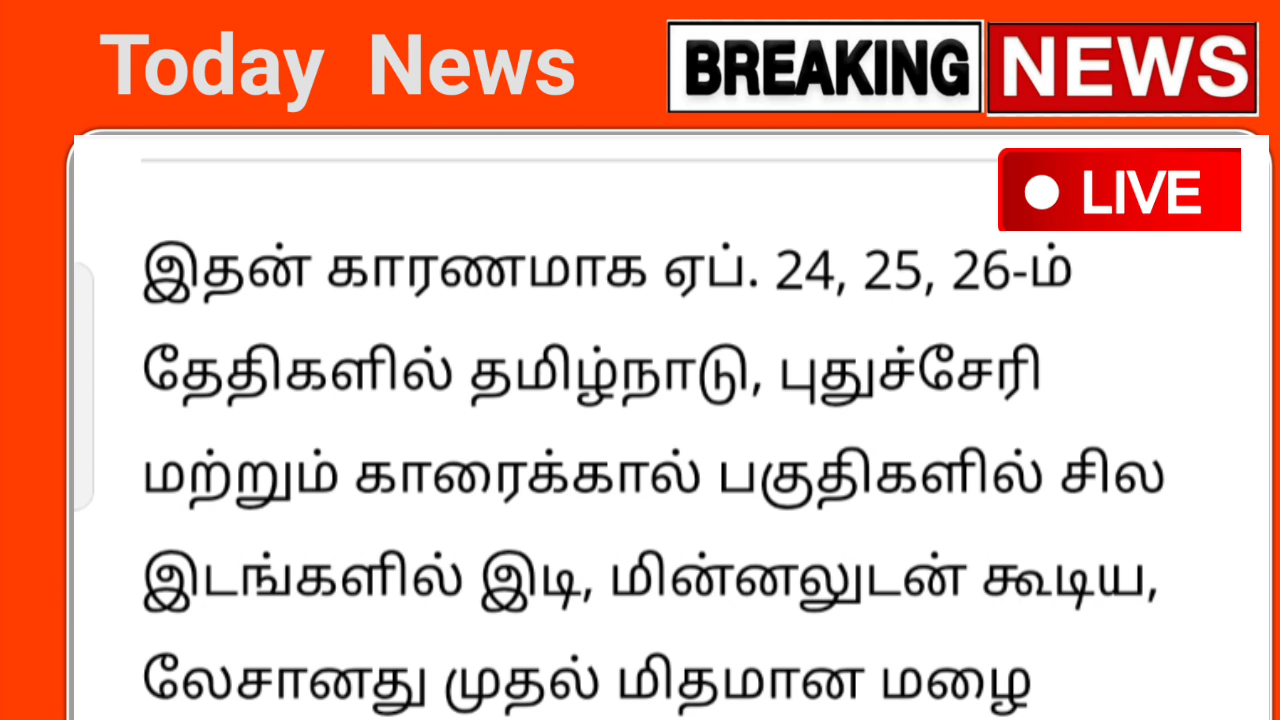 Today News
BREAKING NEWS
LIVE
இதன் காரணமாக ஏப். 24, 25, 26-ம்
தேதிகளில் தமிழ்நாடு, புதுச்சேரி
மற்றும் காரைக்கால் பகுதிகளில் சில
இடங்களில் இடி, மின்னலுடன் கூடிய,
லேசானது முதல் மிதமான மழை